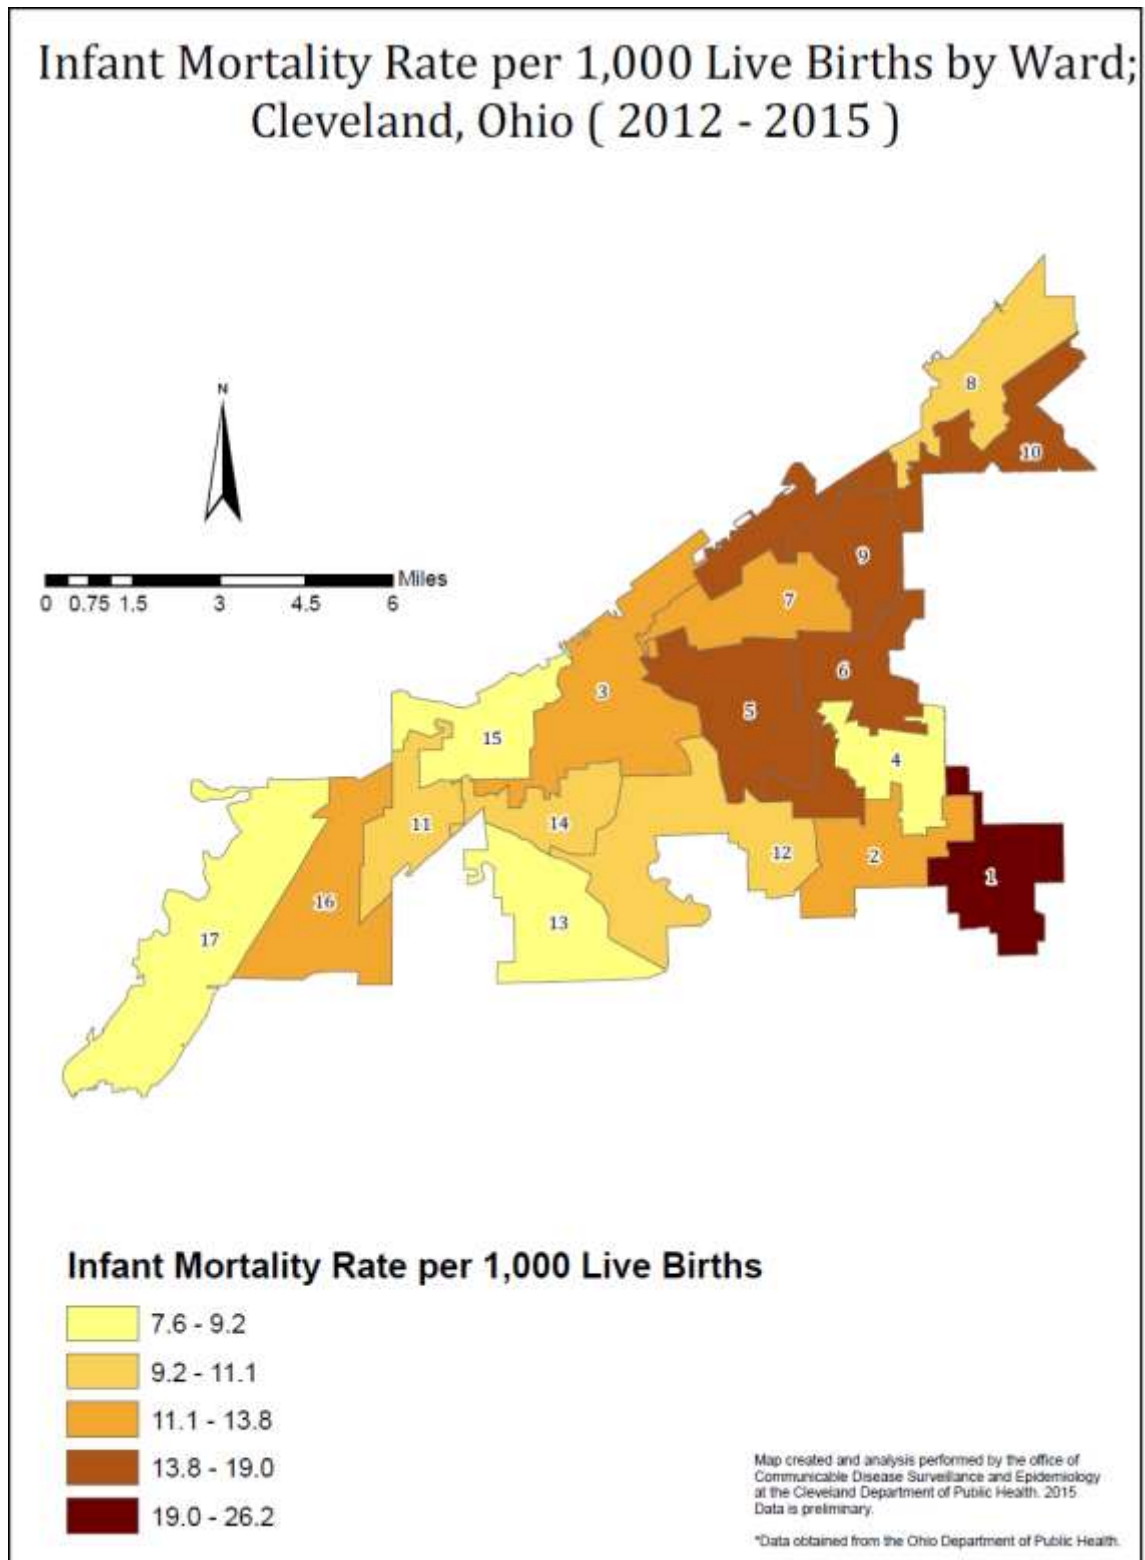 Infant Mortality Rate per 1,000 Live Births by Ward;
Cleveland, Ohio ( 2012 - 2015 )
N
Miles
0 0.75 1.5 3 4.5 6
8
10
9
7
6
3
5
15
4
11
14
12
2
1
16
13
17
Infant Mortality Rate per 1,000 Live Births
7.6 - 9.2
9.2 - 11.1
11.1 - 13.8
13.8 - 19.0
19.0 - 26.2
Map created and analysis performed by the office of
Communicable Disease Surveillance and Epidemiology
at the Cleveland Department of Public Health. 2015
Data is preliminary.
*Data obtained from the Ohio Department of Public Health.